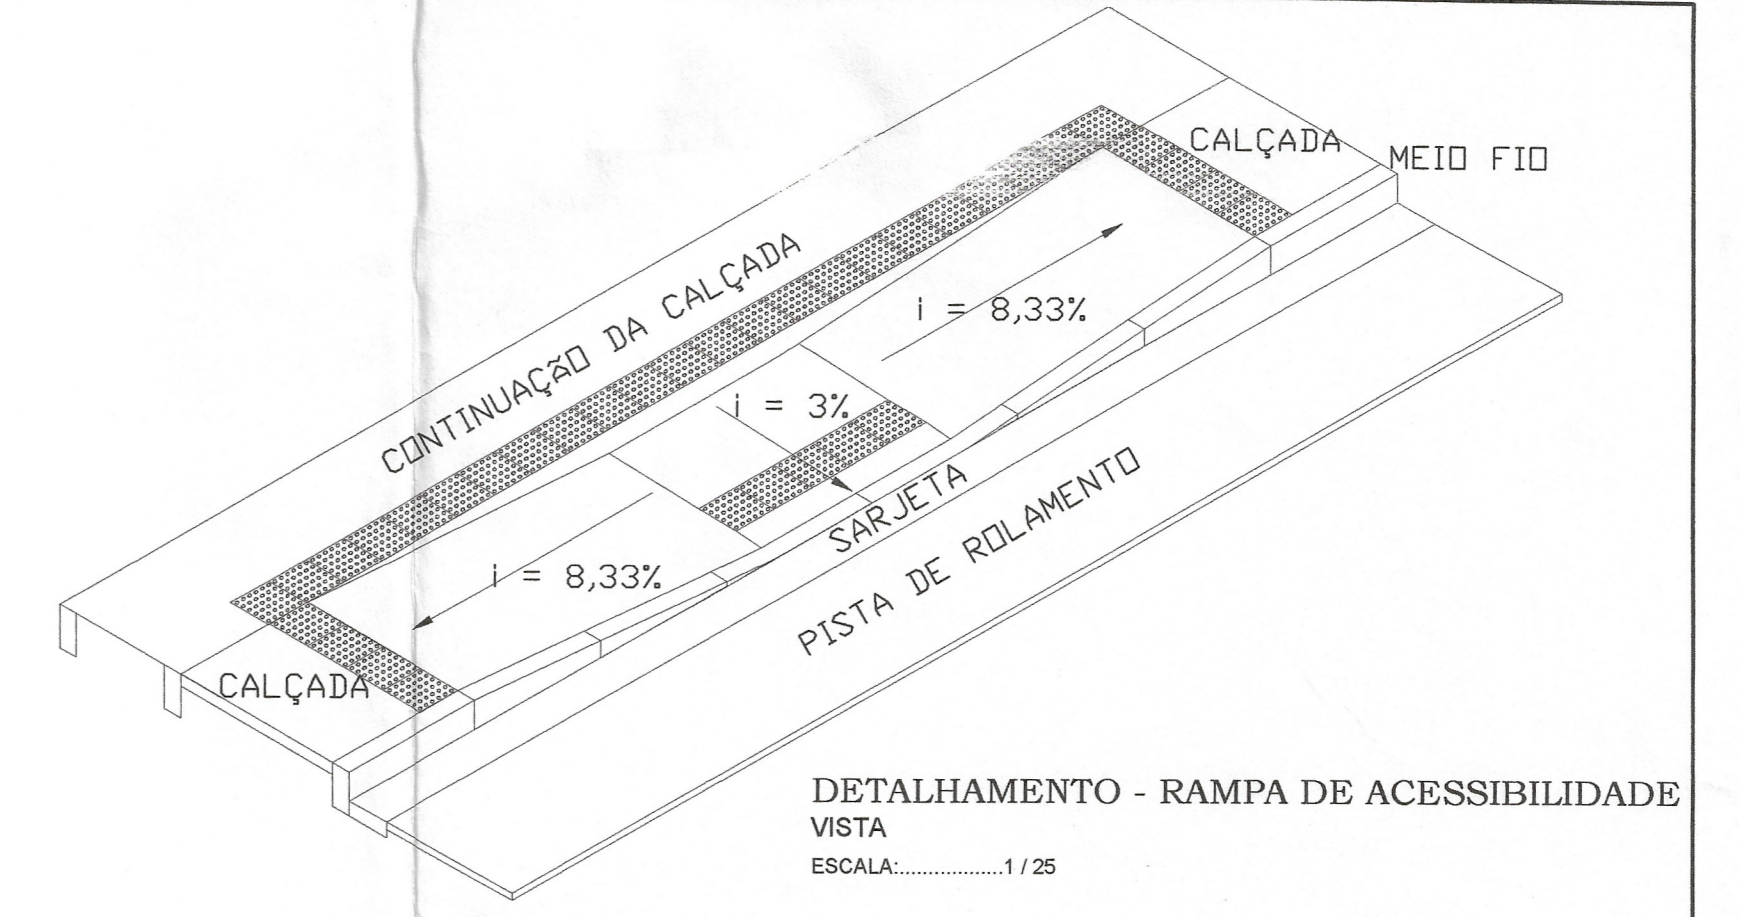 CALÇADA
MEIO FIO
CONTINUAÇÃO DA CALÇADA
i = 8,33%
i = 3%
SARJETA
PISTA DE ROLAMENTO
i = 8,33%
CALÇADA
DETALHAMENTO - RAMPA DE ACESSIBILIDADE
VISTA
ESCALA:..................1 / 25